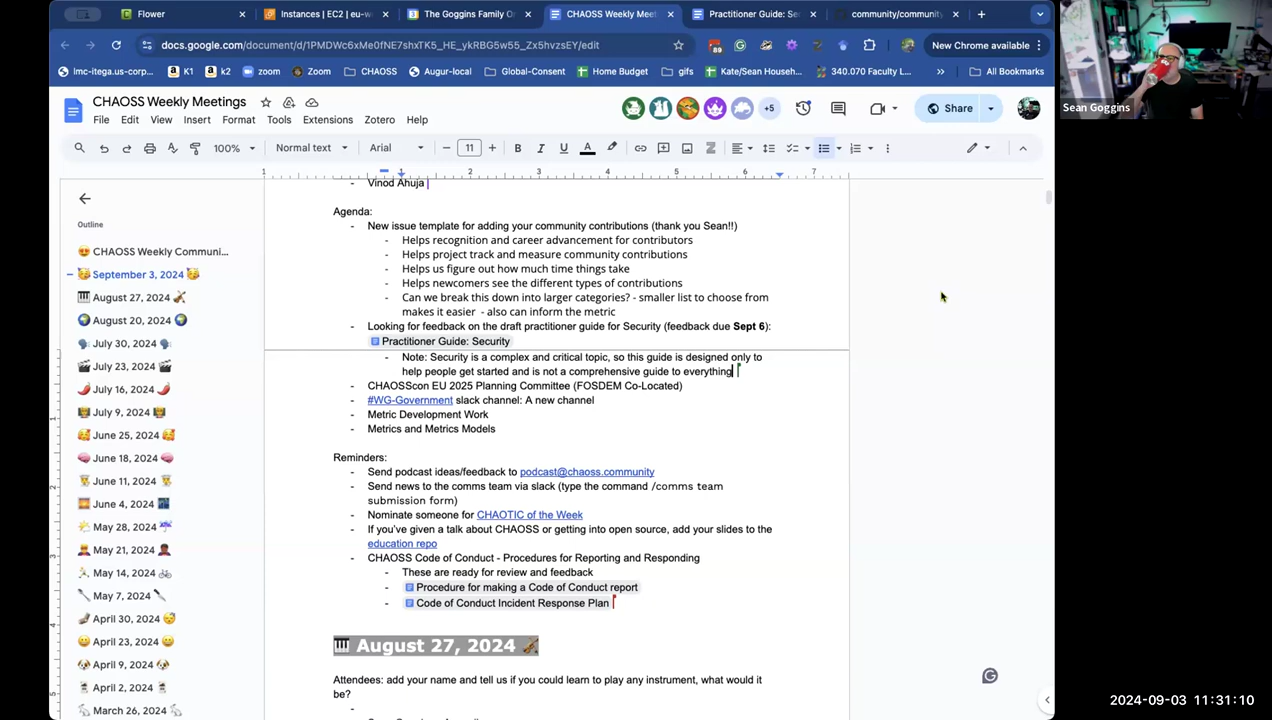 Flower
Instances | EC2 | eu-w
The Goggins Family Or
CHAOSS Weekly Meet
Practitioner Guide: Se
community/community
docs.google.com/document/d/1PMDWc6xMe0fNE7shxTK5_HE_ykRBG5w55_Zx5hvzsEY/edit
89
New Chrome available
Imc-itega.us-corp...
K1
k2
zoom
Zoom
CHAOSS
Augur-local
Global-Consent
Home Budget
gifs
Kate/Sean Househ...
340.070 Faculty L...
All Bookmarks
CHAOSS Weekly Meetings
File Edit View Insert Format Tools Extensions Zotero Help
+5
Share
100%
Normal text
Arial
11
1 1 2 3 4 5 6 7
Outline
CHAOSS Weekly Communi...
September 3, 2024
August 27, 2024
August 20, 2024
July 30, 2024
July 23, 2024
July 16, 2024
July 9, 2024
June 25, 2024
June 18, 2024
June 11, 2024
June 4, 2024
May 28, 2024
May 21, 2024
May 14, 2024
May 7, 2024
April 30, 2024
April 23, 2024
April 9, 2024
April 2, 2024
March 26, 2024
- Vinod Ahuja
Agenda:
- New issue template for adding your community contributions (thank you Sean!!)
- Helps recognition and career advancement for contributors
- Helps project track and measure community contributions
- Helps us figure out how much time things take
- Helps newcomers see the different types of contributions
- Can we break this down into larger categories? - smaller list to choose from
makes it easier - also can inform the metric
- Looking for feedback on the draft practitioner guide for Security (feedback due Sept 6):
Practitioner Guide: Security
- Note: Security is a complex and critical topic, so this guide is designed only to
help people get started and is not a comprehensive guide to everything
- CHAOSScon EU 2025 Planning Committee (FOSDEM Co-Located)
- #WG-Government slack channel: A new channel
- Metric Development Work
- Metrics and Metrics Models
Reminders:
- Send podcast ideas/feedback to podcast@chaoss.community
- Send news to the comms team via slack (type the command /comms team
submission form)
- Nominate someone for CHAOTIC of the Week
- If you've given a talk about CHAOSS or getting into open source, add your slides to the
education repo
- CHAOSS Code of Conduct - Procedures for Reporting and Responding
- These are ready for review and feedback
- Procedure for making a Code of Conduct report
- Code of Conduct Incident Response Plan
August 27, 2024
Attendees: add your name and tell us if you could learn to play any instrument, what would it
be?
-
Sean Goggins
2024-09-03 11:31:10